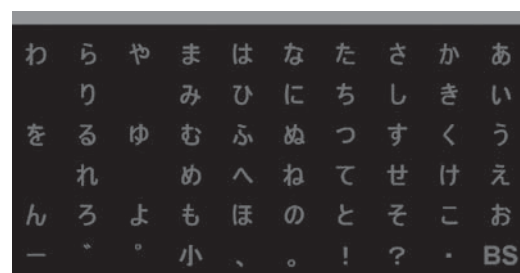 わ ら や ま は な た さ か あ
り み ひ に ち し き い
を る ゆ む ふ ぬ つ す く う
れ め へ ね て せ け え
ん ろ よ も ほ の と そ こ お
ー ゛ ゜ 小 、 。 ! ? ・ BS